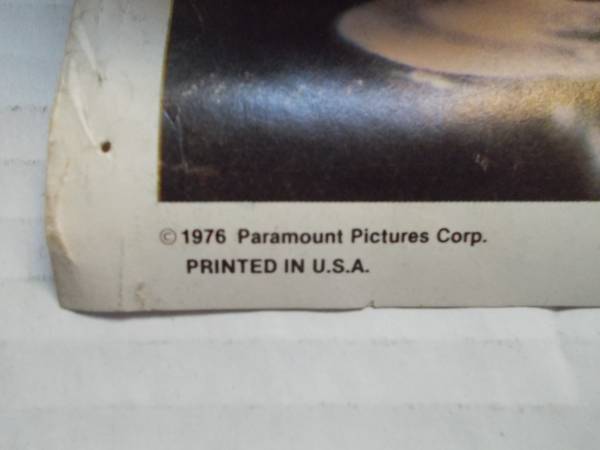 © 1976 Paramount Pictures Corp.
PRINTED IN U.S.A.